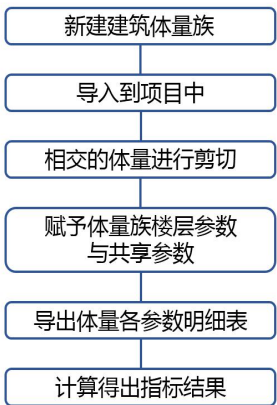 新建建筑体量族
导入到项目中
相交的体量进行剪切
赋予体量族楼层参数
与共享参数
导出体量各参数明细表
计算得出指标结果